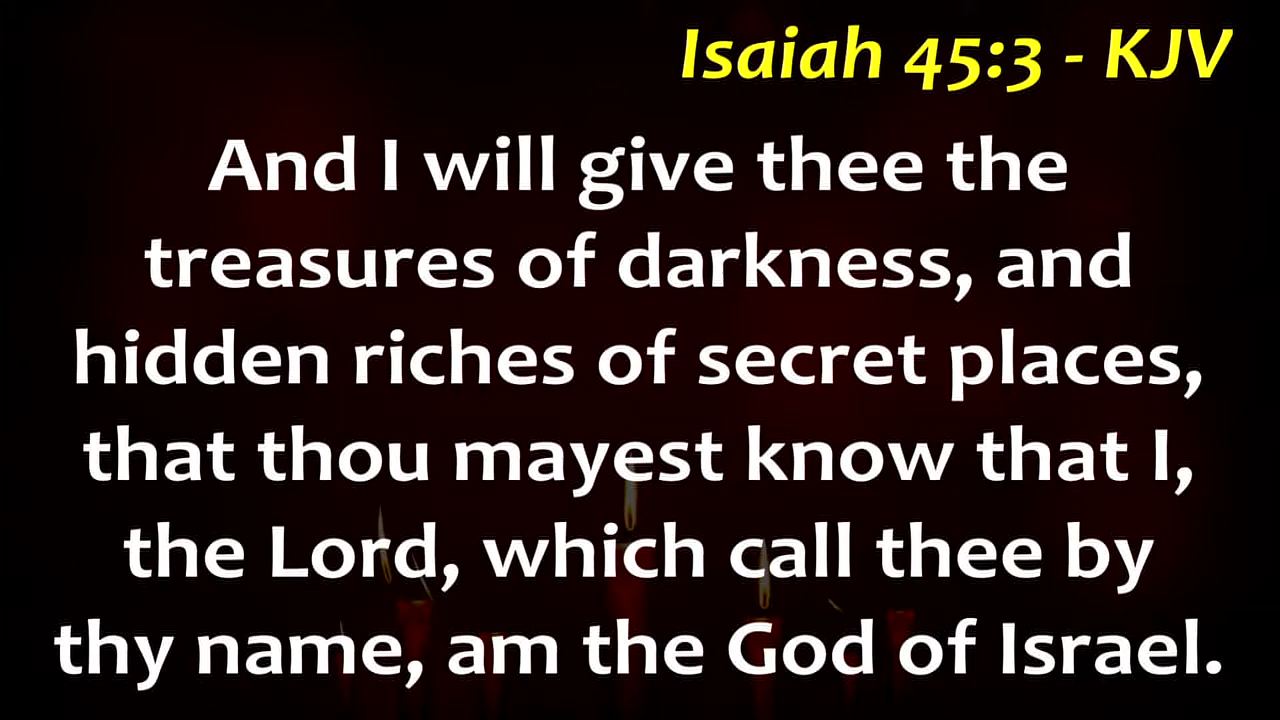 Isaiah 45:3 - KJV
And I will give thee the
treasures of darkness, and
hidden riches of secret places,
that thou mayest know that I,
the Lord, which call thee by
thy name, am the God of Israel.